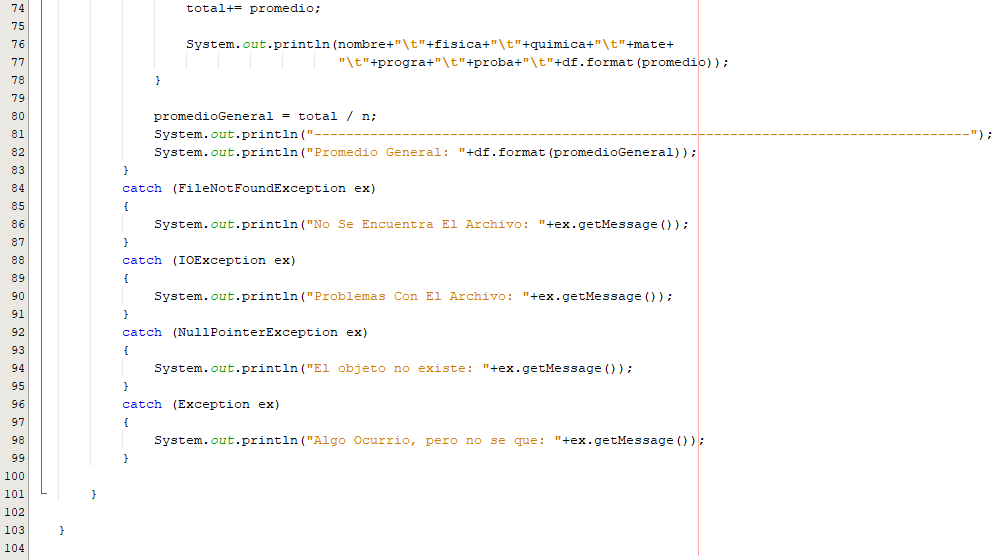 74 total+= promedio;
75
76 System.out.println(nombre+"\t"+fisica+"\t"+quimica+"\t"+mate+
77 "\t"+progra+"\t"+proba+"\t"+df.format(promedio));
78 }
79
80 promedioGeneral = total / n;
81 System.out.println("----------------------------------------------------------------------------------");
82 System.out.println("Promedio General: "+df.format(promedioGeneral));
83 }
84 catch (FileNotFoundException ex)
85 {
86 System.out.println("No Se Encuentra El Archivo: "+ex.getMessage());
87 }
88 catch (IOException ex)
89 {
90 System.out.println("Problemas Con El Archivo: "+ex.getMessage());
91 }
92 catch (NullPointerException ex)
93 {
94 System.out.println("El objeto no existe: "+ex.getMessage());
95 }
96 catch (Exception ex)
97 {
98 System.out.println("Algo Ocurrio, pero no se que: "+ex.getMessage());
99 }
100
101 }
102
103 }
104